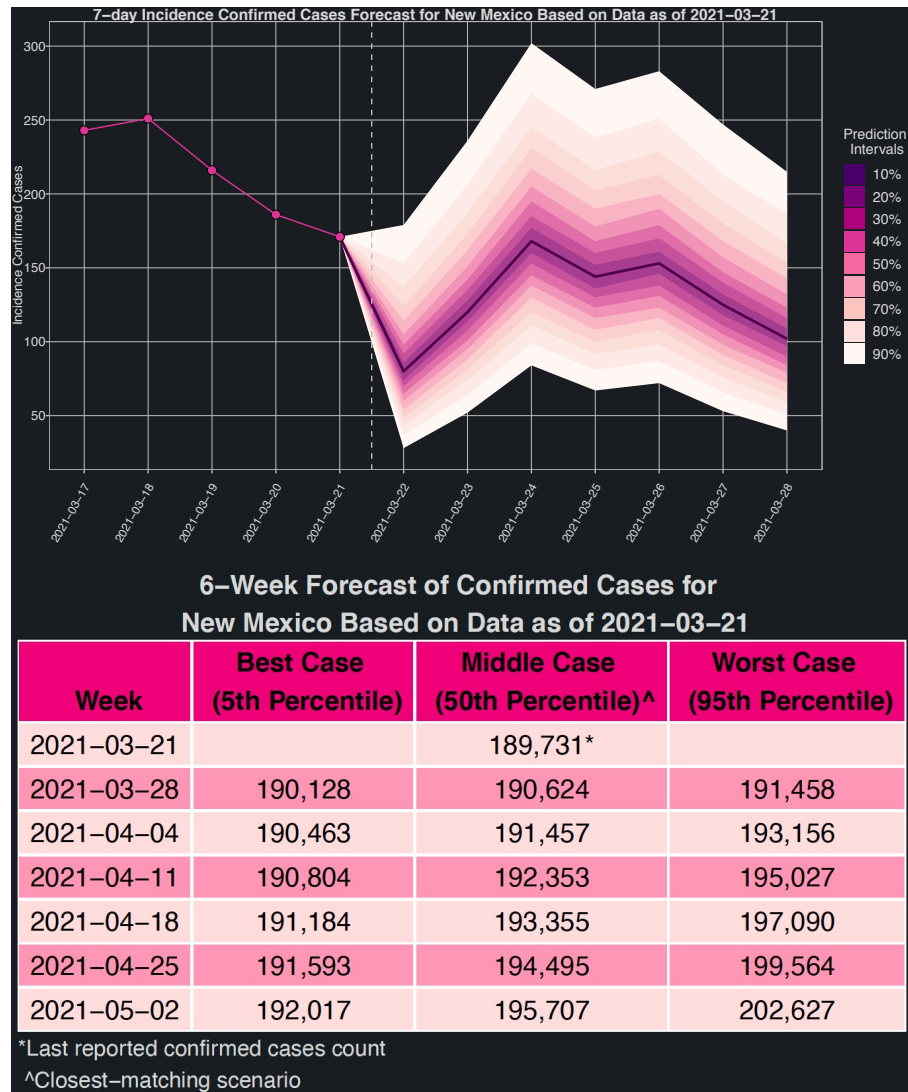 7−day Incidence Confirmed Cases Forecast for New Mexico Based on Data as of 2021−03−21
Incidence Confirmed Cases
300
250
200
150
100
50
2021−03−17
2021−03−18
2021−03−19
2021−03−20
2021−03−21
2021−03−22
2021−03−23
2021−03−24
2021−03−25
2021−03−26
2021−03−27
2021−03−28
Prediction
Intervals
10%
20%
30%
40%
50%
60%
70%
80%
90%
6−Week Forecast of Confirmed Cases for
New Mexico Based on Data as of 2021−03−21
Best Case Middle Case Worst Case
Week (5th Percentile) (50th Percentile)^ (95th Percentile)
2021−03−21 189,731*
2021−03−28 190,128 190,624 191,458
2021−04−04 190,463 191,457 193,156
2021−04−11 190,804 192,353 195,027
2021−04−18 191,184 193,355 197,090
2021−04−25 191,593 194,495 199,564
2021−05−02 192,017 195,707 202,627
*Last reported confirmed cases count
^Closest−matching scenario